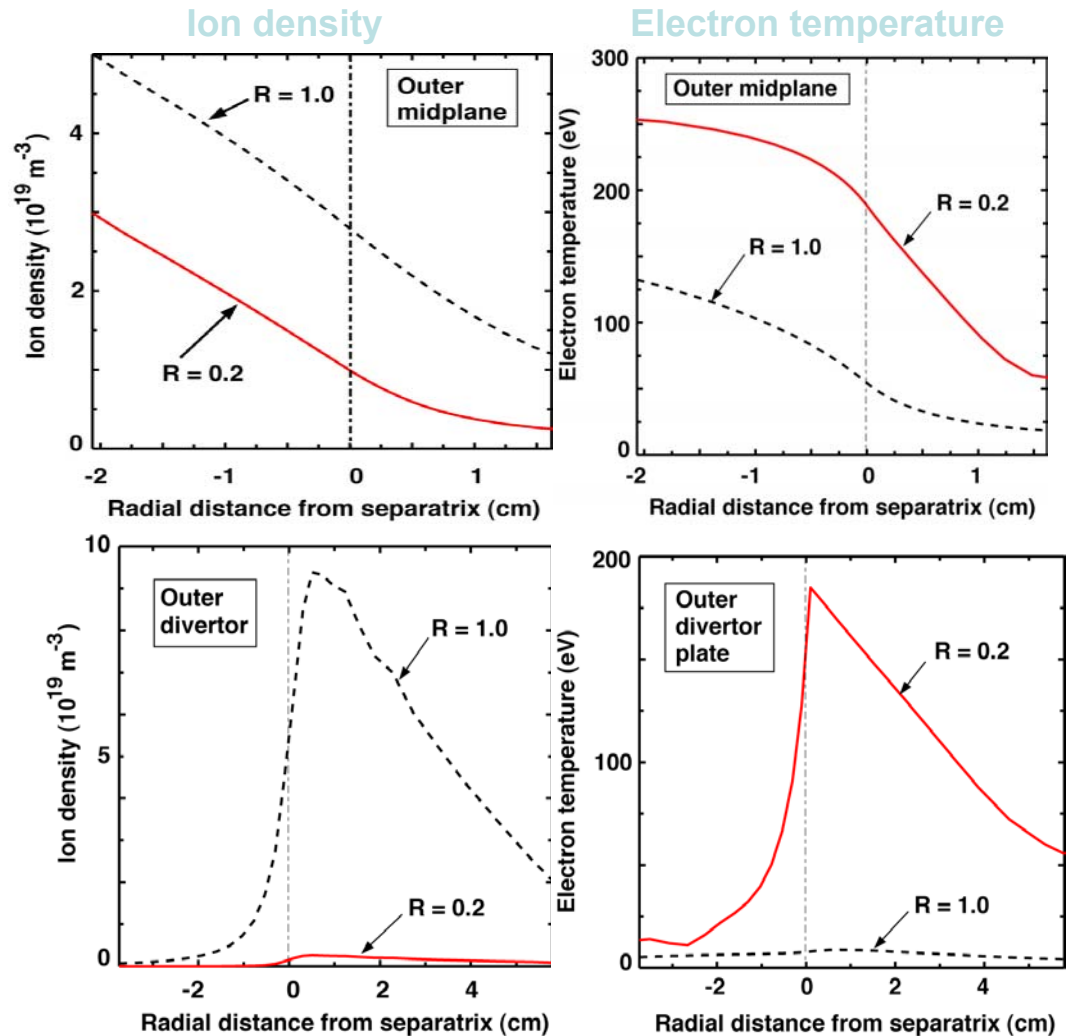 Ion density
Electron temperature
Ion density (10^19 m^-3)
4
2
0
R = 1.0
Outer
midplane
R = 0.2
-2
-1
0
1
Radial distance from separatrix (cm)
Electron temperature (eV)
300
200
100
0
Outer midplane
R = 0.2
R = 1.0
-2
-1
0
1
Radial distance from separatrix (cm)
Ion density (10^19 m^-3)
10
5
0
Outer
divertor
R = 1.0
R = 0.2
-2
0
2
4
Radial distance from separatrix (cm)
Electron temperature (eV)
200
100
0
Outer
divertor
plate
R = 0.2
R = 1.0
-2
0
2
4
Radial distance from separatrix (cm)